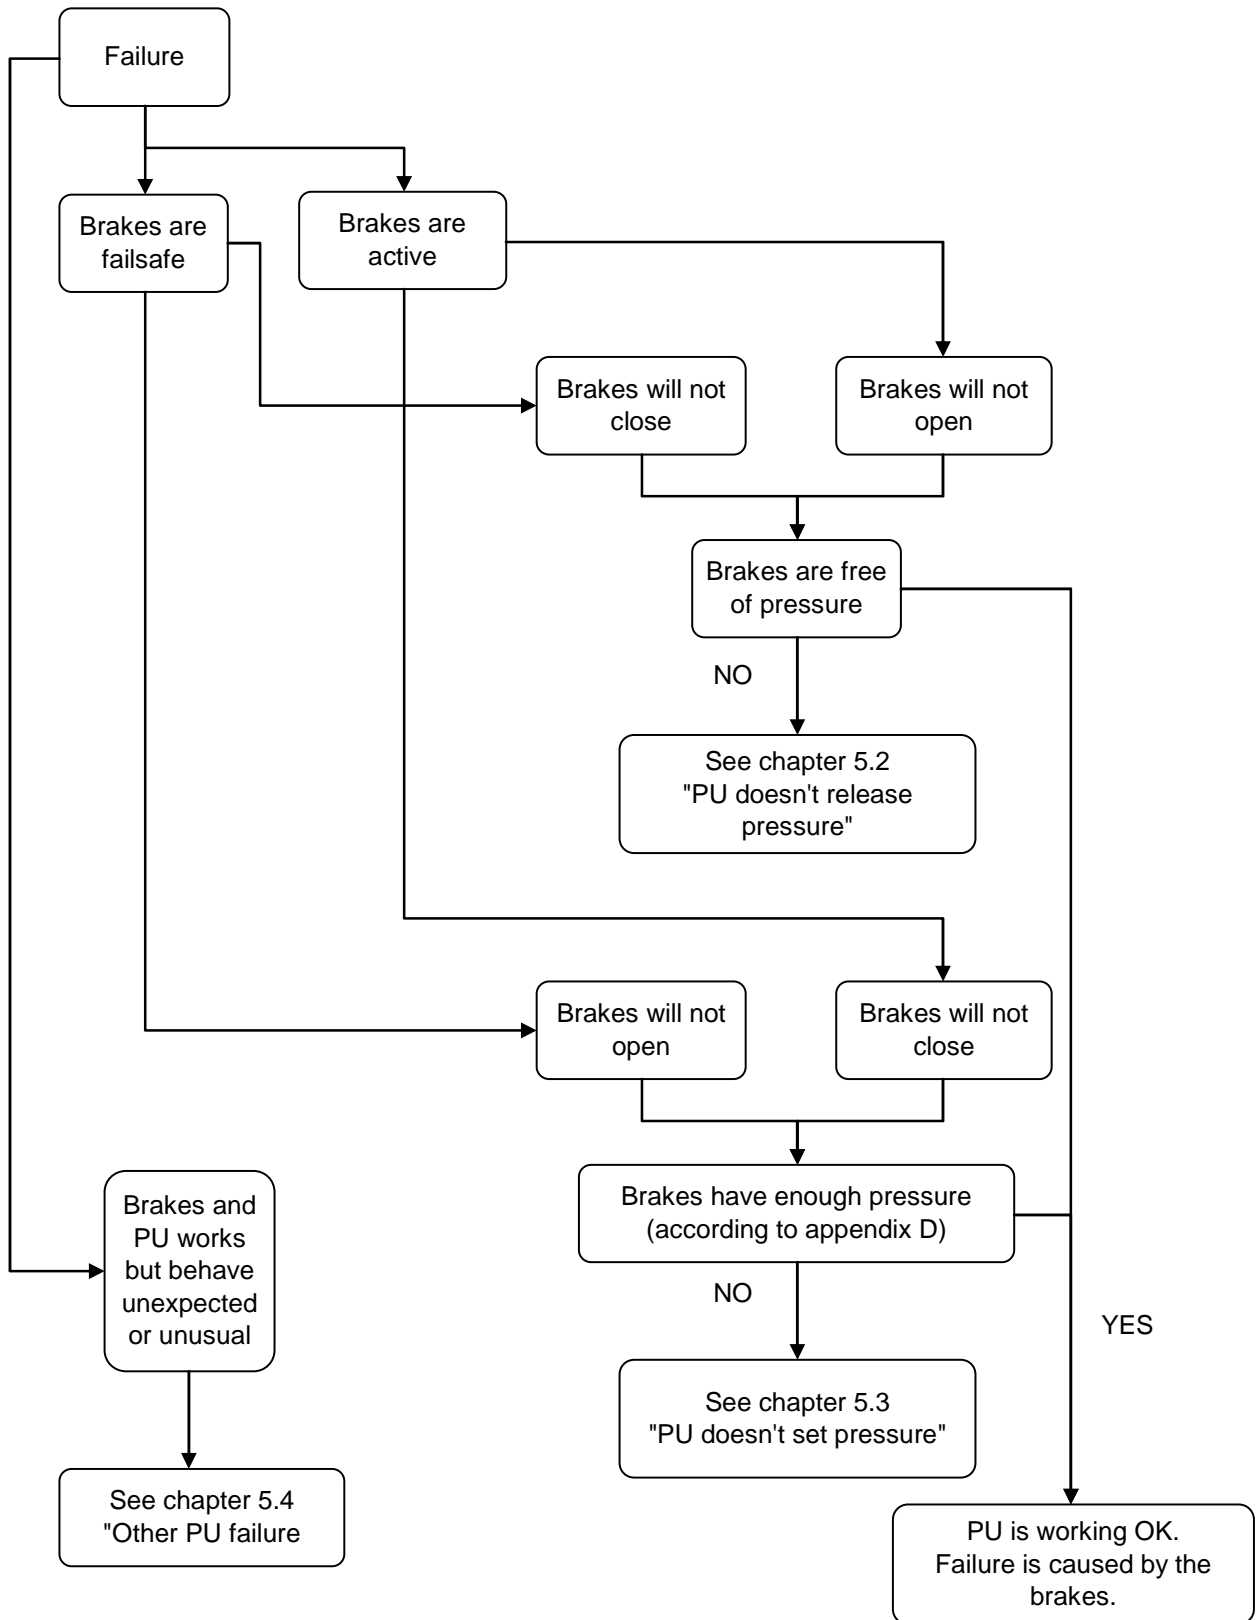 Failure
Brakes are
failsafe
Brakes are
active
Brakes will not
close
Brakes will not
open
Brakes are free
of pressure
NO
See chapter 5.2
"PU doesn't release
pressure"
Brakes will not
open
Brakes will not
close
Brakes have enough pressure
(according to appendix D)
Brakes and
PU works
but behave
unexpected
or unusual
NO
YES
See chapter 5.3
"PU doesn't set pressure"
See chapter 5.4
"Other PU failure
PU is working OK.
Failure is caused by the
brakes.